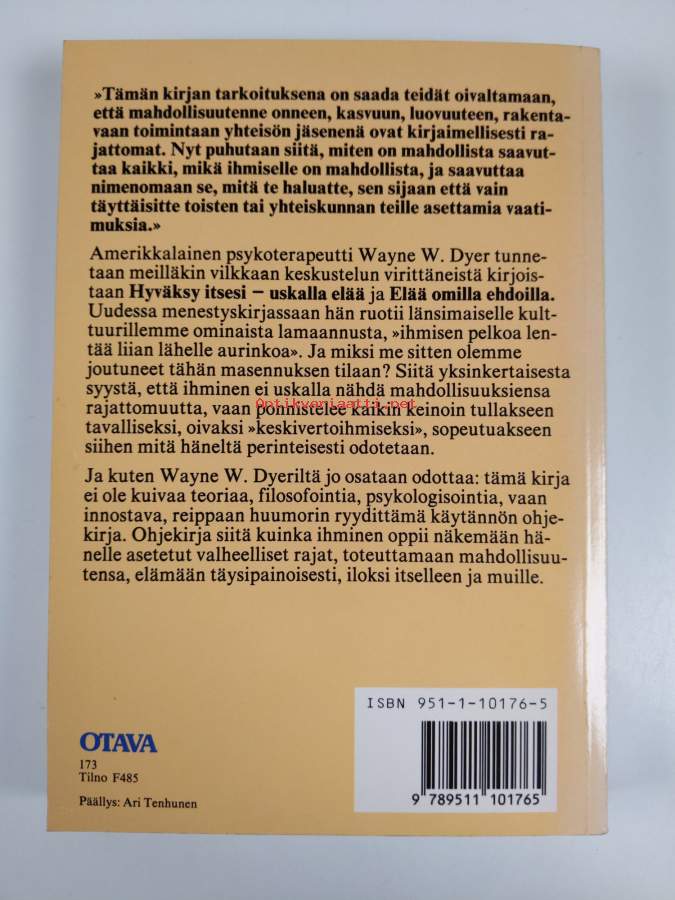 »Tämän kirjan tarkoituksena on saada teidät oivaltamaan,
että mahdollisuutenne onneen, kasvuun, luovuuteen, rakenta-
vaan toimintaan yhteisön jäsenenä ovat kirjaimellisesti ra-
jattomat. Nyt puhutaan siitä, miten on mahdollista saavut-
taa kaikki, mikä ihmiselle on mahdollista, ja saavuttaa
nimenomaan se, mitä te haluatte, sen sijaan että vain
täyttäisitte toisten tai yhteiskunnan teille asettamia vaati-
muksia.»
Amerikkalainen psykoterapeutti Wayne W. Dyer tunne-
taan meilläkin vilkkaan keskustelun virittäneistä kirjois-
taan Hyväksy itsesi – uskalla elää ja Elää omilla ehdoilla.
Uudessa menestyskirjassaan hän ruotii länsimaiselle kult-
tuurillemme ominaista lamaannusta, »ihmisen pelkoa len-
tää liian lähelle aurinkoa». Ja miksi me sitten olemme
joutuneet tähän masennuksen tilaan? Siitä yksinkertaisesta
syystä, että ihminen ei uskalla nähdä mahdollisuuksiensa
rajattomuutta, vaan ponnistelee kaikin keinoin tullakseen
tavalliseksi, oivaksi »keskivertoihmiseksi», sopeutuakseen
siihen mitä häneltä perinteisesti odotetaan.
Ja kuten Wayne W. Dyeriltä jo osataan odottaa: tämä kirja
ei ole kuivaa teoriaa, filosofointia, psykologisointia, vaan
innostava, reippaan huumorin ryydittämä käytännön ohje-
kirja. Ohjekirja siitä kuinka ihminen oppii näkemään hä-
nelle asetetut valheelliset rajat, toteuttamaan mahdollisuu-
tensa, elämään täysipainoisesti, iloksi itselleen ja muille.
Antikvariaatti.net
ISBN 951-1-10176-5
9 789511 101765
OTAVA
173
Tilno F485
Päällys: Ari Tenhunen